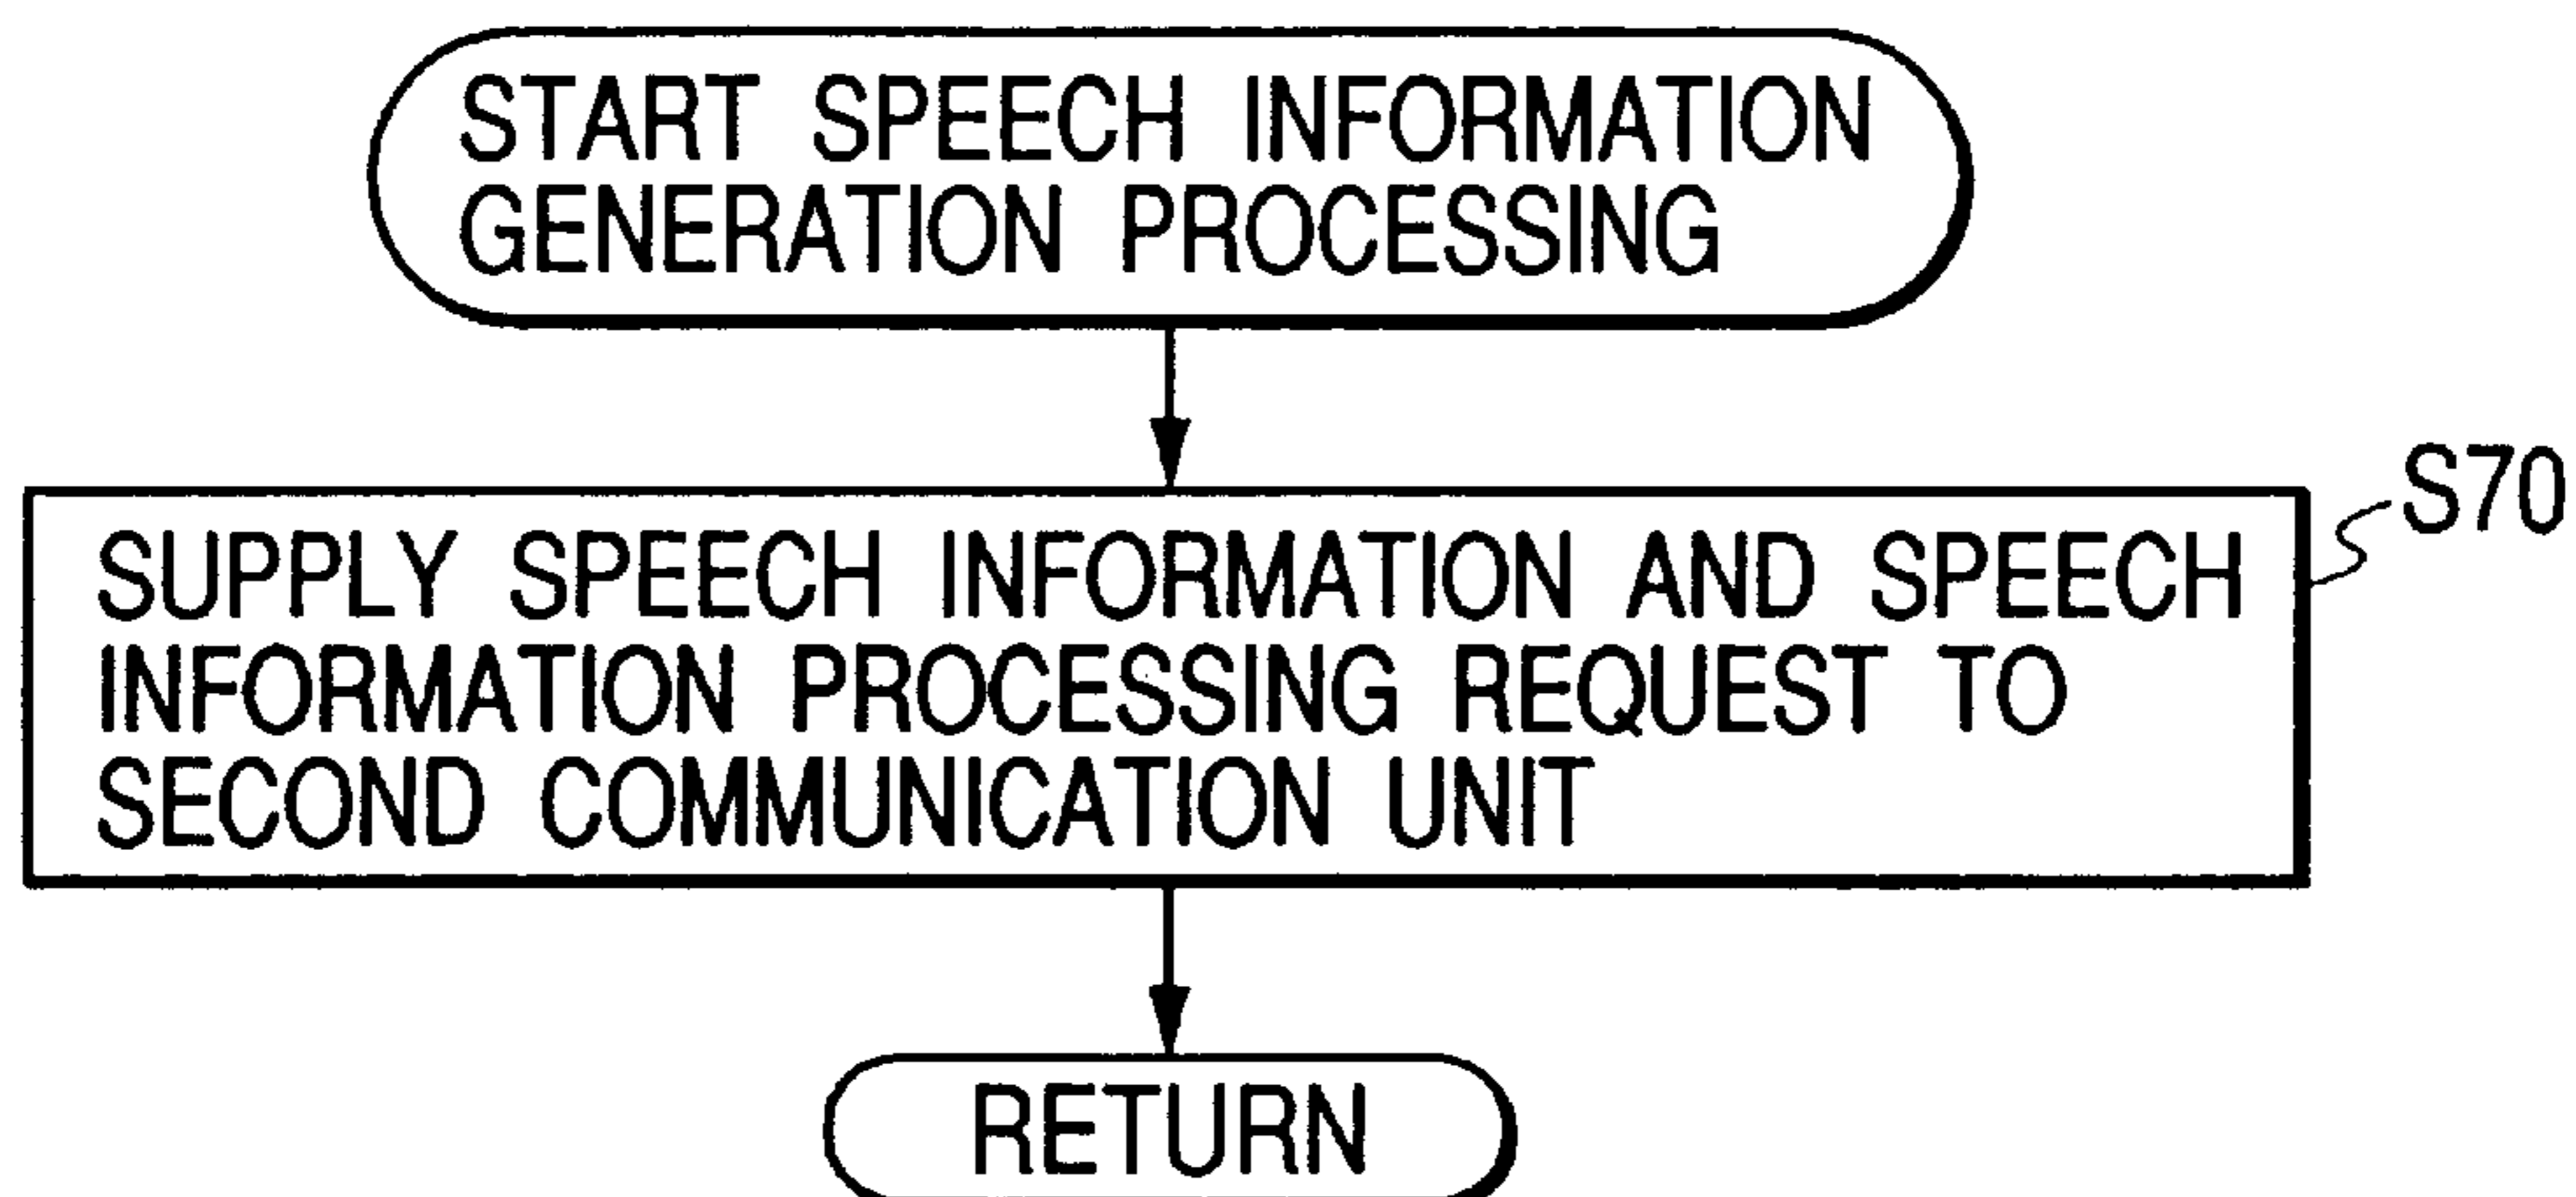 START SPEECH INFORMATION
GENERATION PROCESSING
S70
SUPPLY SPEECH INFORMATION AND SPEECH
INFORMATION PROCESSING REQUEST TO
SECOND COMMUNICATION UNIT
RETURN